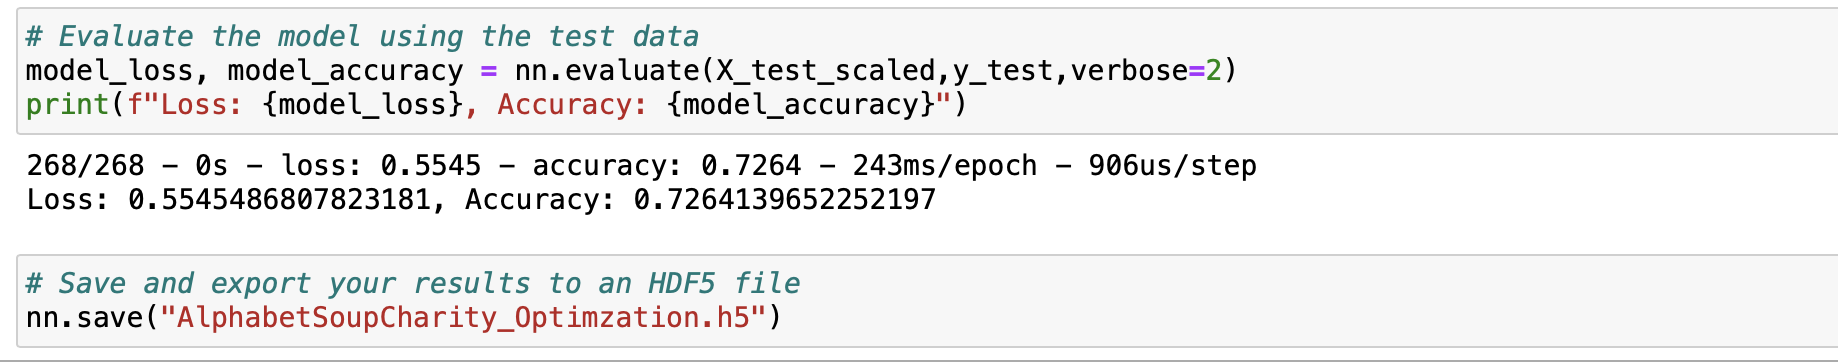 # Evaluate the model using the test data
model_loss, model_accuracy = nn.evaluate(X_test_scaled,y_test,verbose=2)
print(f"Loss: {model_loss}, Accuracy: {model_accuracy}")
268/268 - 0s - loss: 0.5545 - accuracy: 0.7264 - 243ms/epoch - 906us/step
Loss: 0.5545486807823181, Accuracy: 0.7264139652252197
# Save and export your results to an HDF5 file
nn.save("AlphabetSoupCharity_Optimzation.h5")